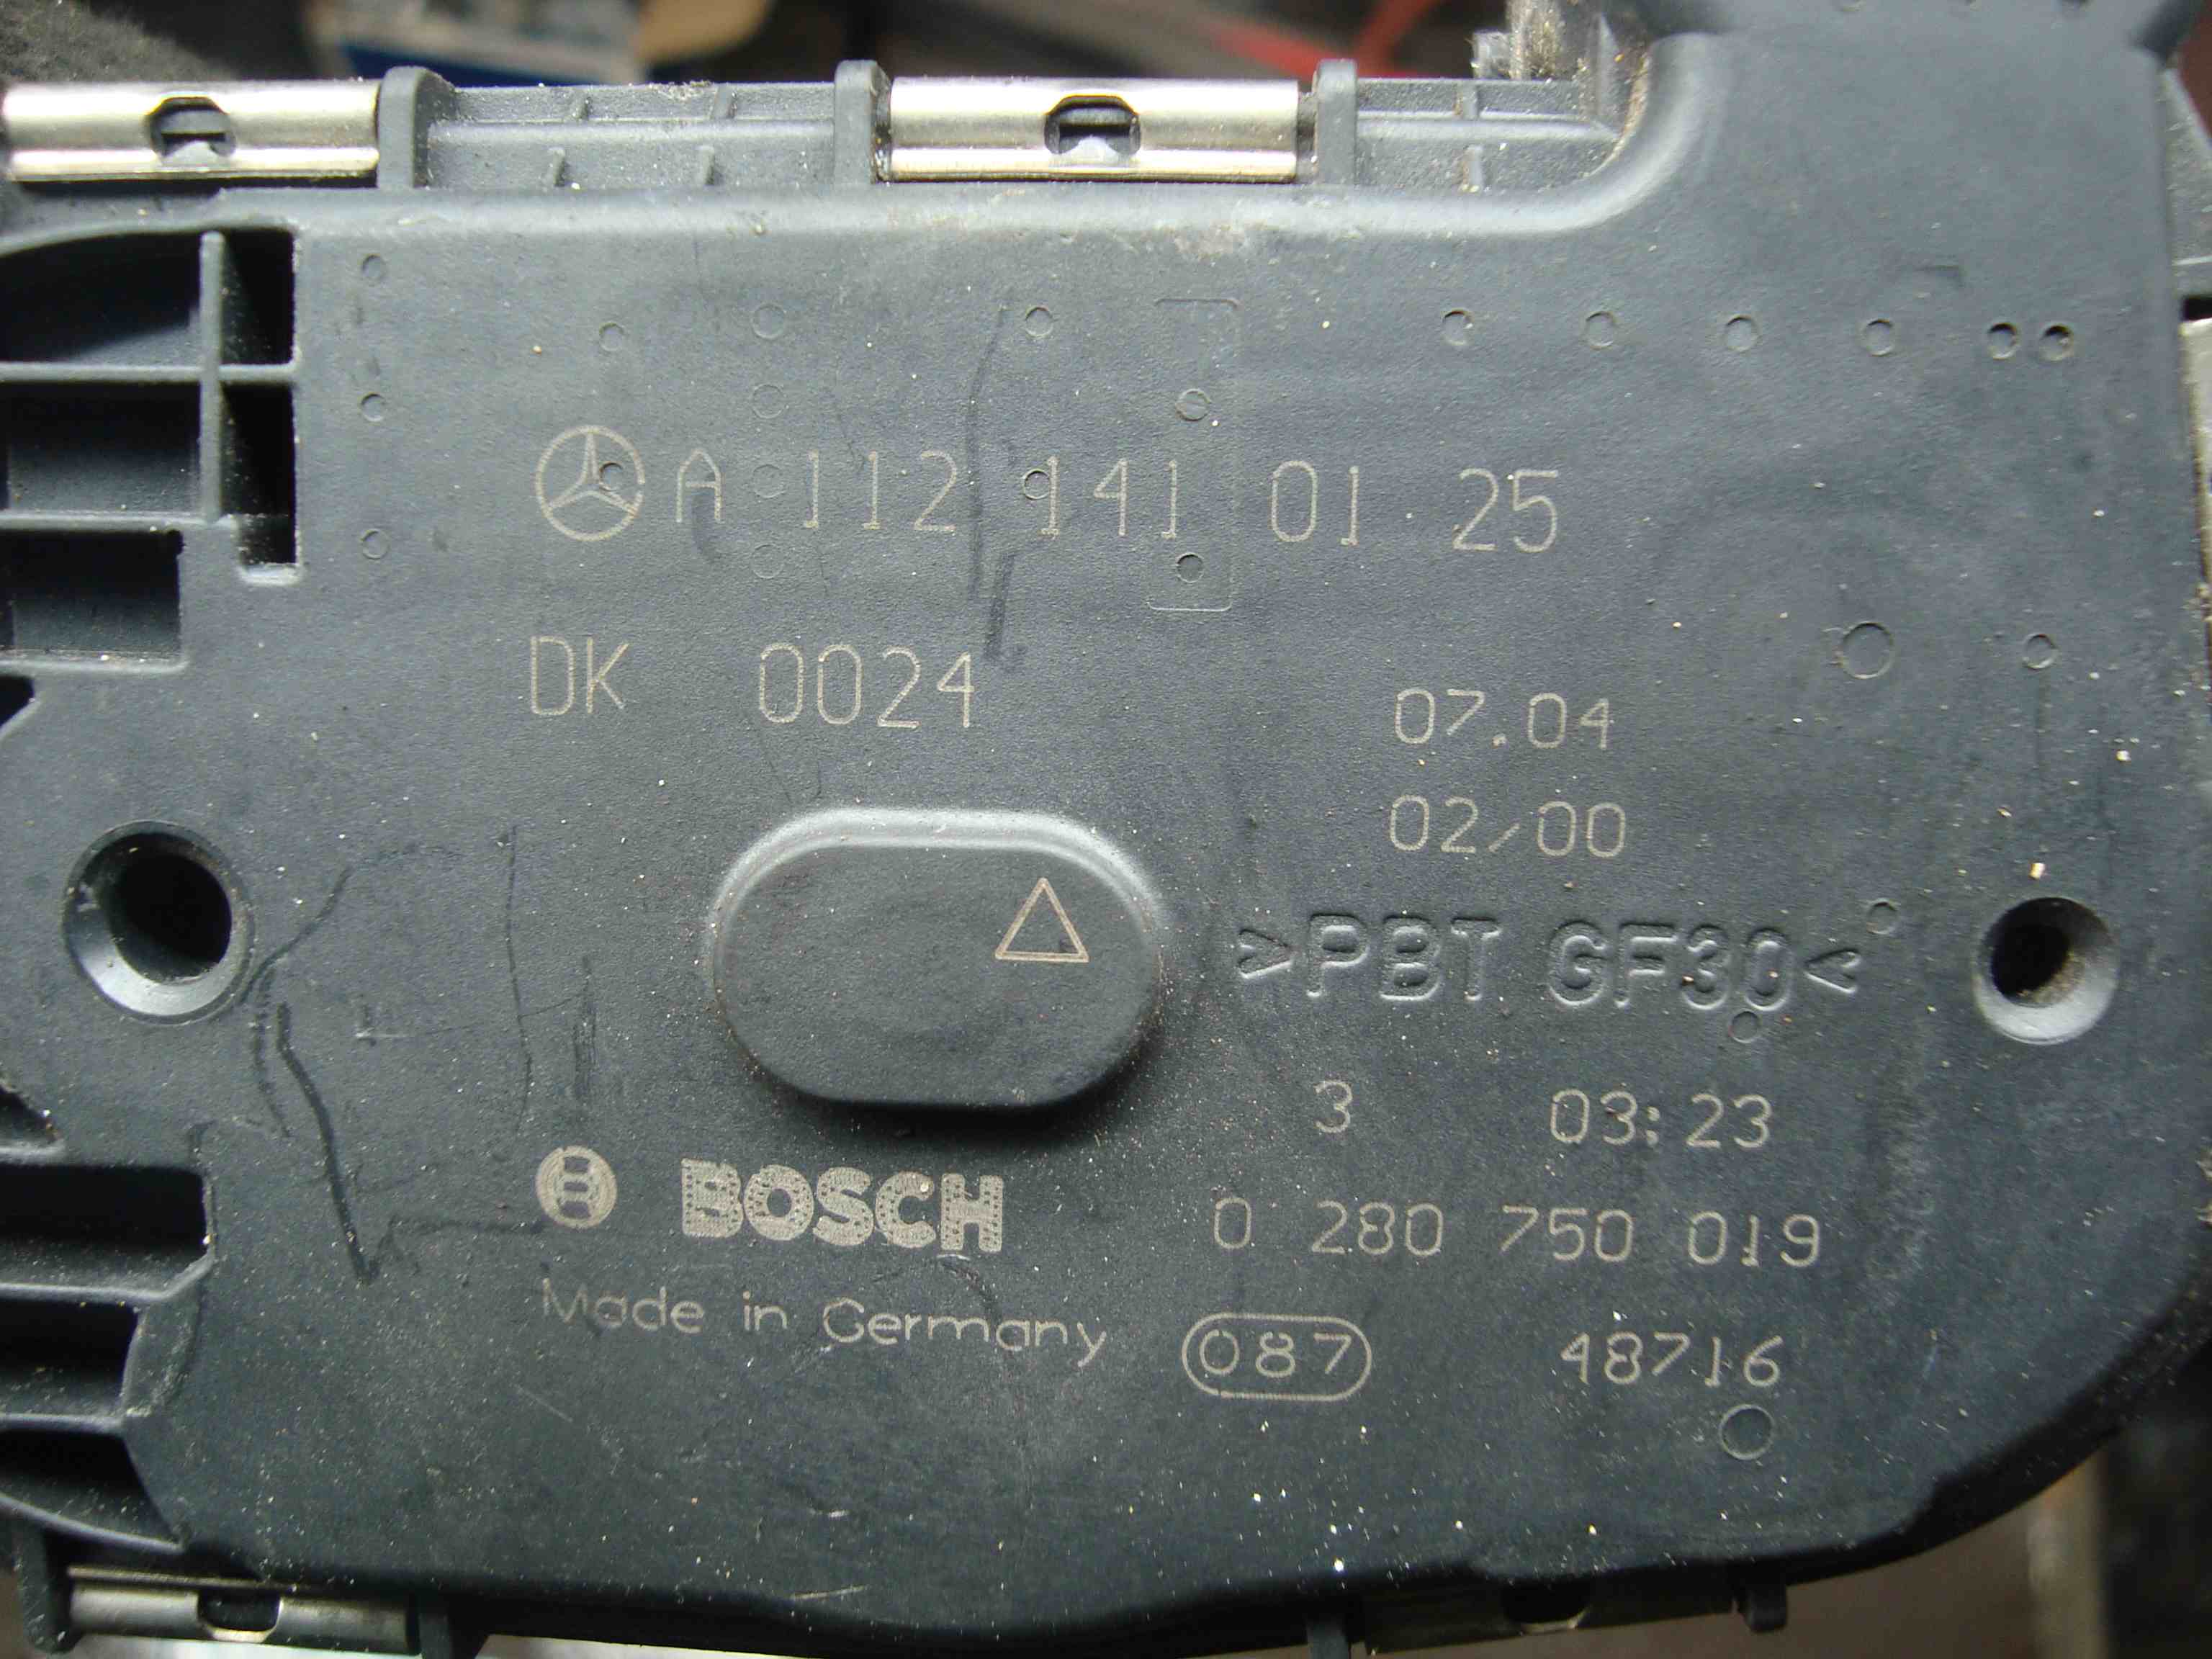 A 112 141 01 25
DK 0024
07.04
02/00
>PBT GF30<
3 03:23
BOSCH
0 280 750 019
Made in Germany
087 48716